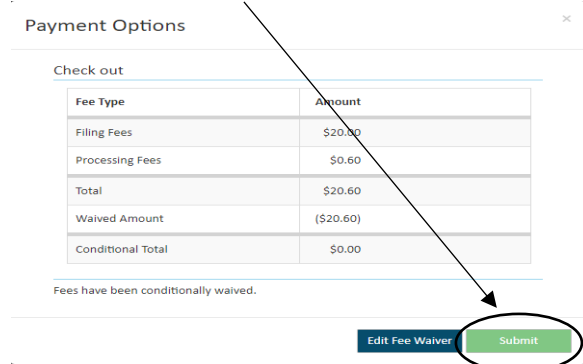 Payment Options ×
Check out
Fee Type Amount
Filing Fees $20.00
Processing Fees $0.60
Total $20.60
Waived Amount ($20.60)
Conditional Total $0.00
Fees have been conditionally waived.
Edit Fee Waiver Submit